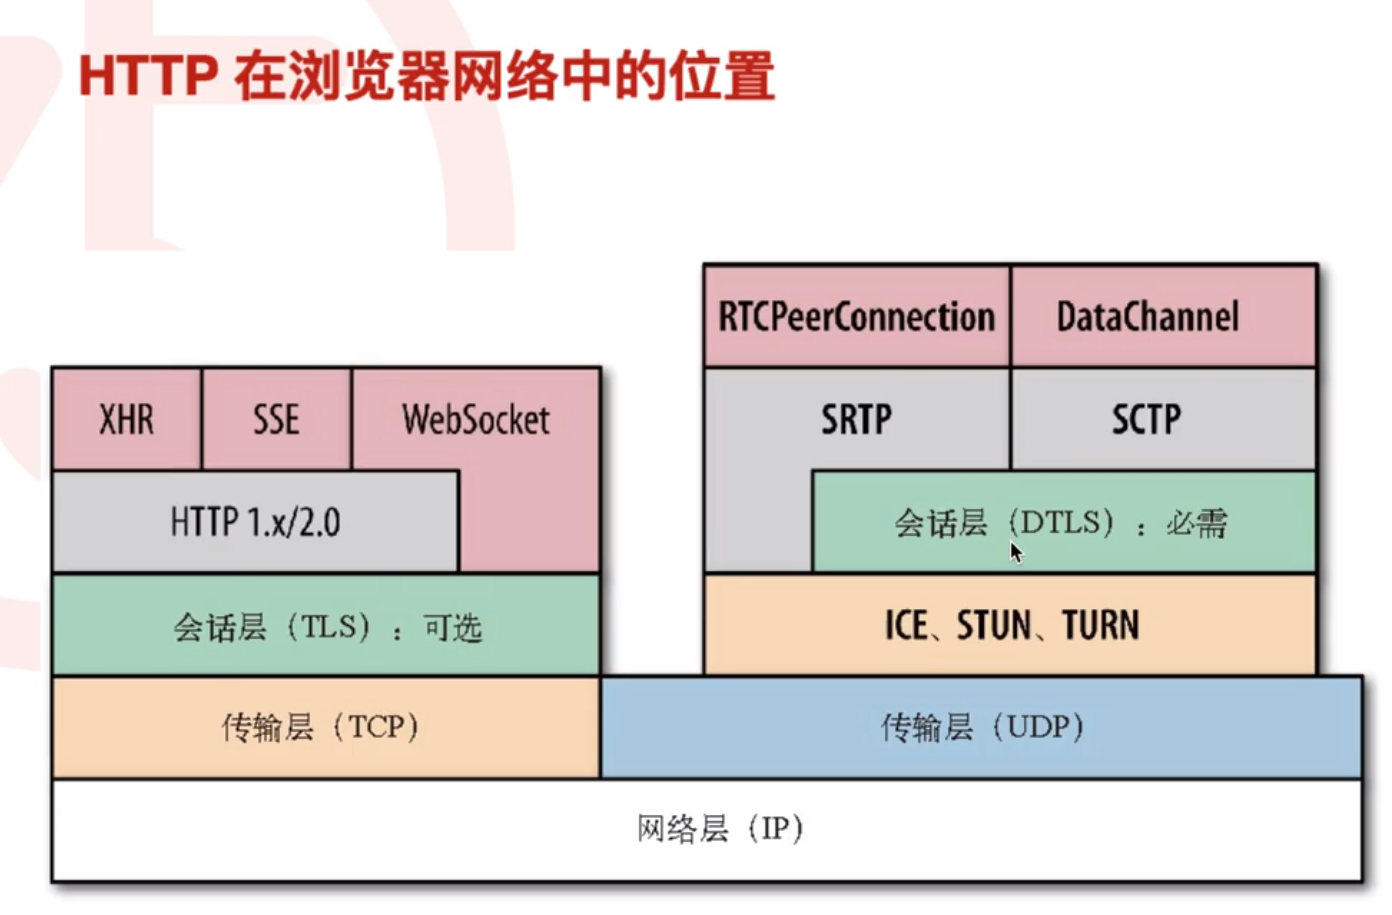 HTTP 在浏览器网络中的位置
RTCPeerConnection
DataChannel
XHR
SSE
WebSocket
SRTP
SCTP
HTTP 1.x/2.0
会话层（DTLS）：必需
会话层（TLS）：可选
ICE、STUN、TURN
传输层（TCP）
传输层（UDP）
网络层（IP）